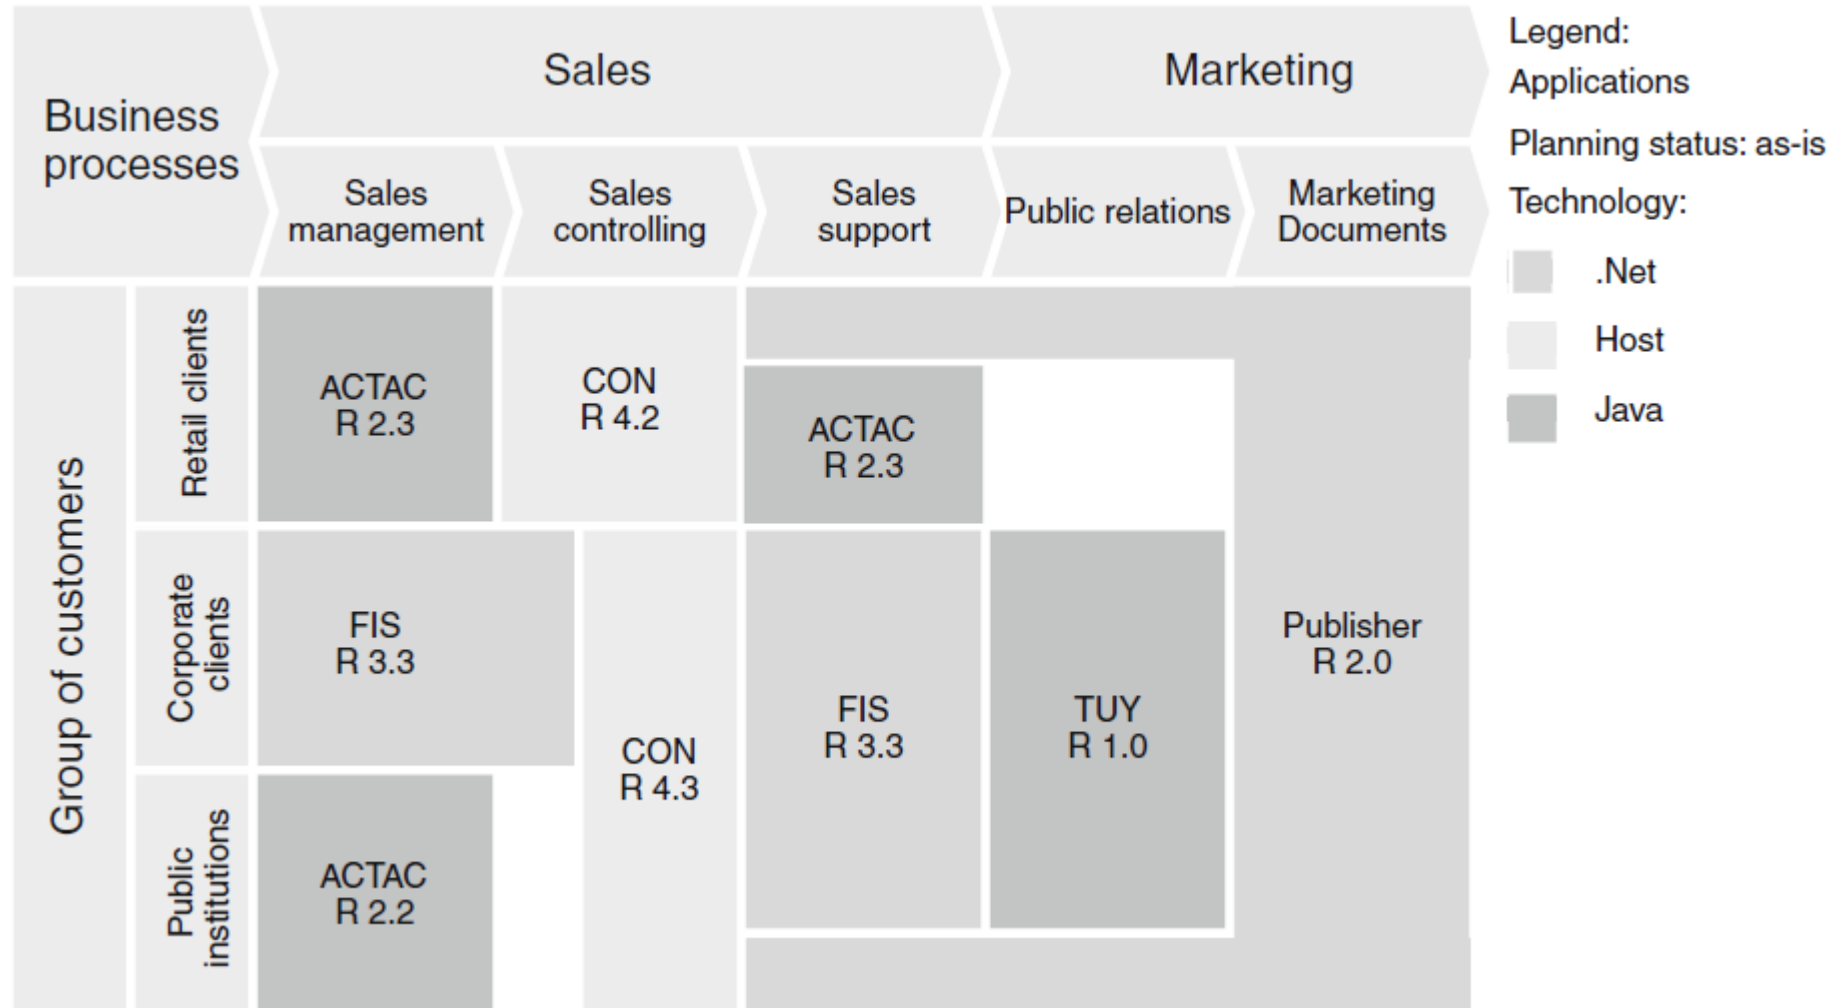 Business
processes
Sales
Marketing
Sales
management
Sales
controlling
Sales
support
Public relations
Marketing
Documents
Legend:
Applications
Planning status: as-is
Technology:
.Net
Host
Java
Group of customers
Retail clients
ACTAC
R 2.3
CON
R 4.2
ACTAC
R 2.3
Corporate
clients
FIS
R 3.3
CON
R 4.3
FIS
R 3.3
TUY
R 1.0
Publisher
R 2.0
Public
institutions
ACTAC
R 2.2